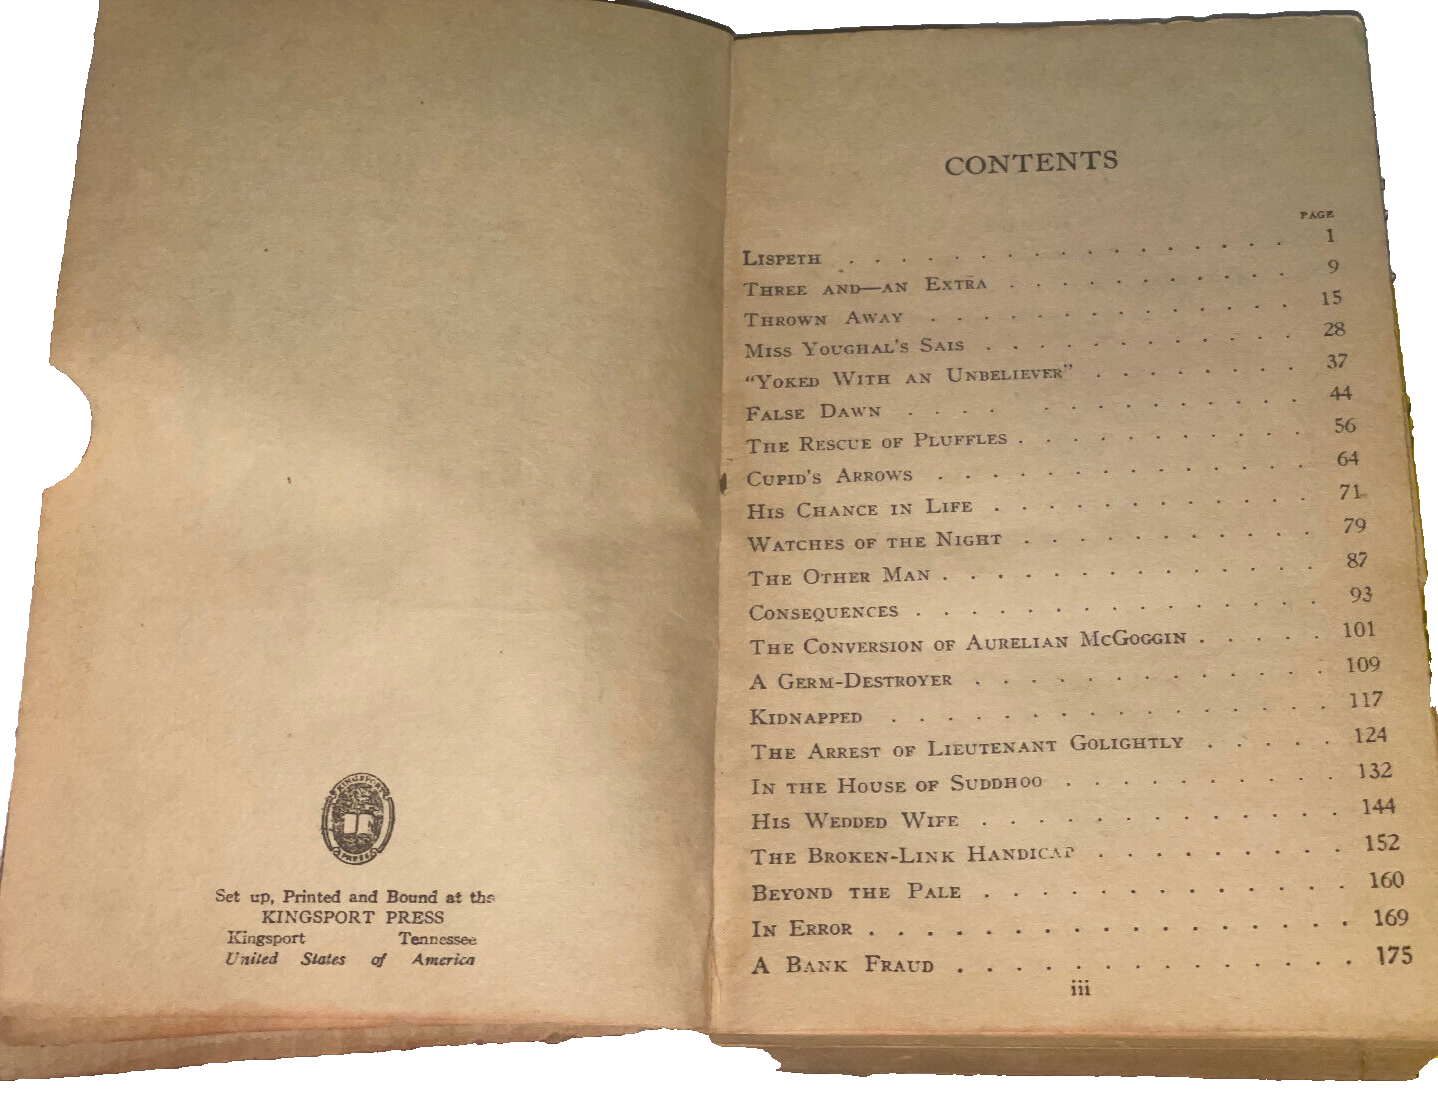 KINGSPORT
PRESS
Set up, Printed and Bound at the
KINGSPORT PRESS
Kingsport Tennessee
United States of America
CONTENTS
PAGE
LISPETH . . . . . . . . . . . . . . . . . 1
THREE AND—AN EXTRA . . . . . . . . . . . 9
THROWN AWAY . . . . . . . . . . . . . . 15
MISS YOUGHAL'S SAIS . . . . . . . . . . . . 28
"YOKED WITH AN UNBELIEVER" . . . . . . . . 37
FALSE DAWN . . . . . . . . . . . . . . . 44
THE RESCUE OF PLUFFLES . . . . . . . . . . . 56
CUPID'S ARROWS . . . . . . . . . . . . . . 64
HIS CHANCE IN LIFE . . . . . . . . . . . . 71
WATCHES OF THE NIGHT . . . . . . . . . . . 79
THE OTHER MAN . . . . . . . . . . . . . . 87
CONSEQUENCES . . . . . . . . . . . . . . . 93
THE CONVERSION OF AURELIAN MCGOGGIN . . . . . 101
A GERM-DESTROYER . . . . . . . . . . . . . 109
KIDNAPPED . . . . . . . . . . . . . . . . 117
THE ARREST OF LIEUTENANT GOLIGHTLY . . . . . 124
IN THE HOUSE OF SUDDHOO . . . . . . . . . . 132
HIS WEDDED WIFE . . . . . . . . . . . . . 144
THE BROKEN-LINK HANDICAP . . . . . . . . . 152
BEYOND THE PALE . . . . . . . . . . . . . 160
IN ERROR . . . . . . . . . . . . . . . . . 169
A BANK FRAUD . . . . . . . . . . . . . . 175
iii